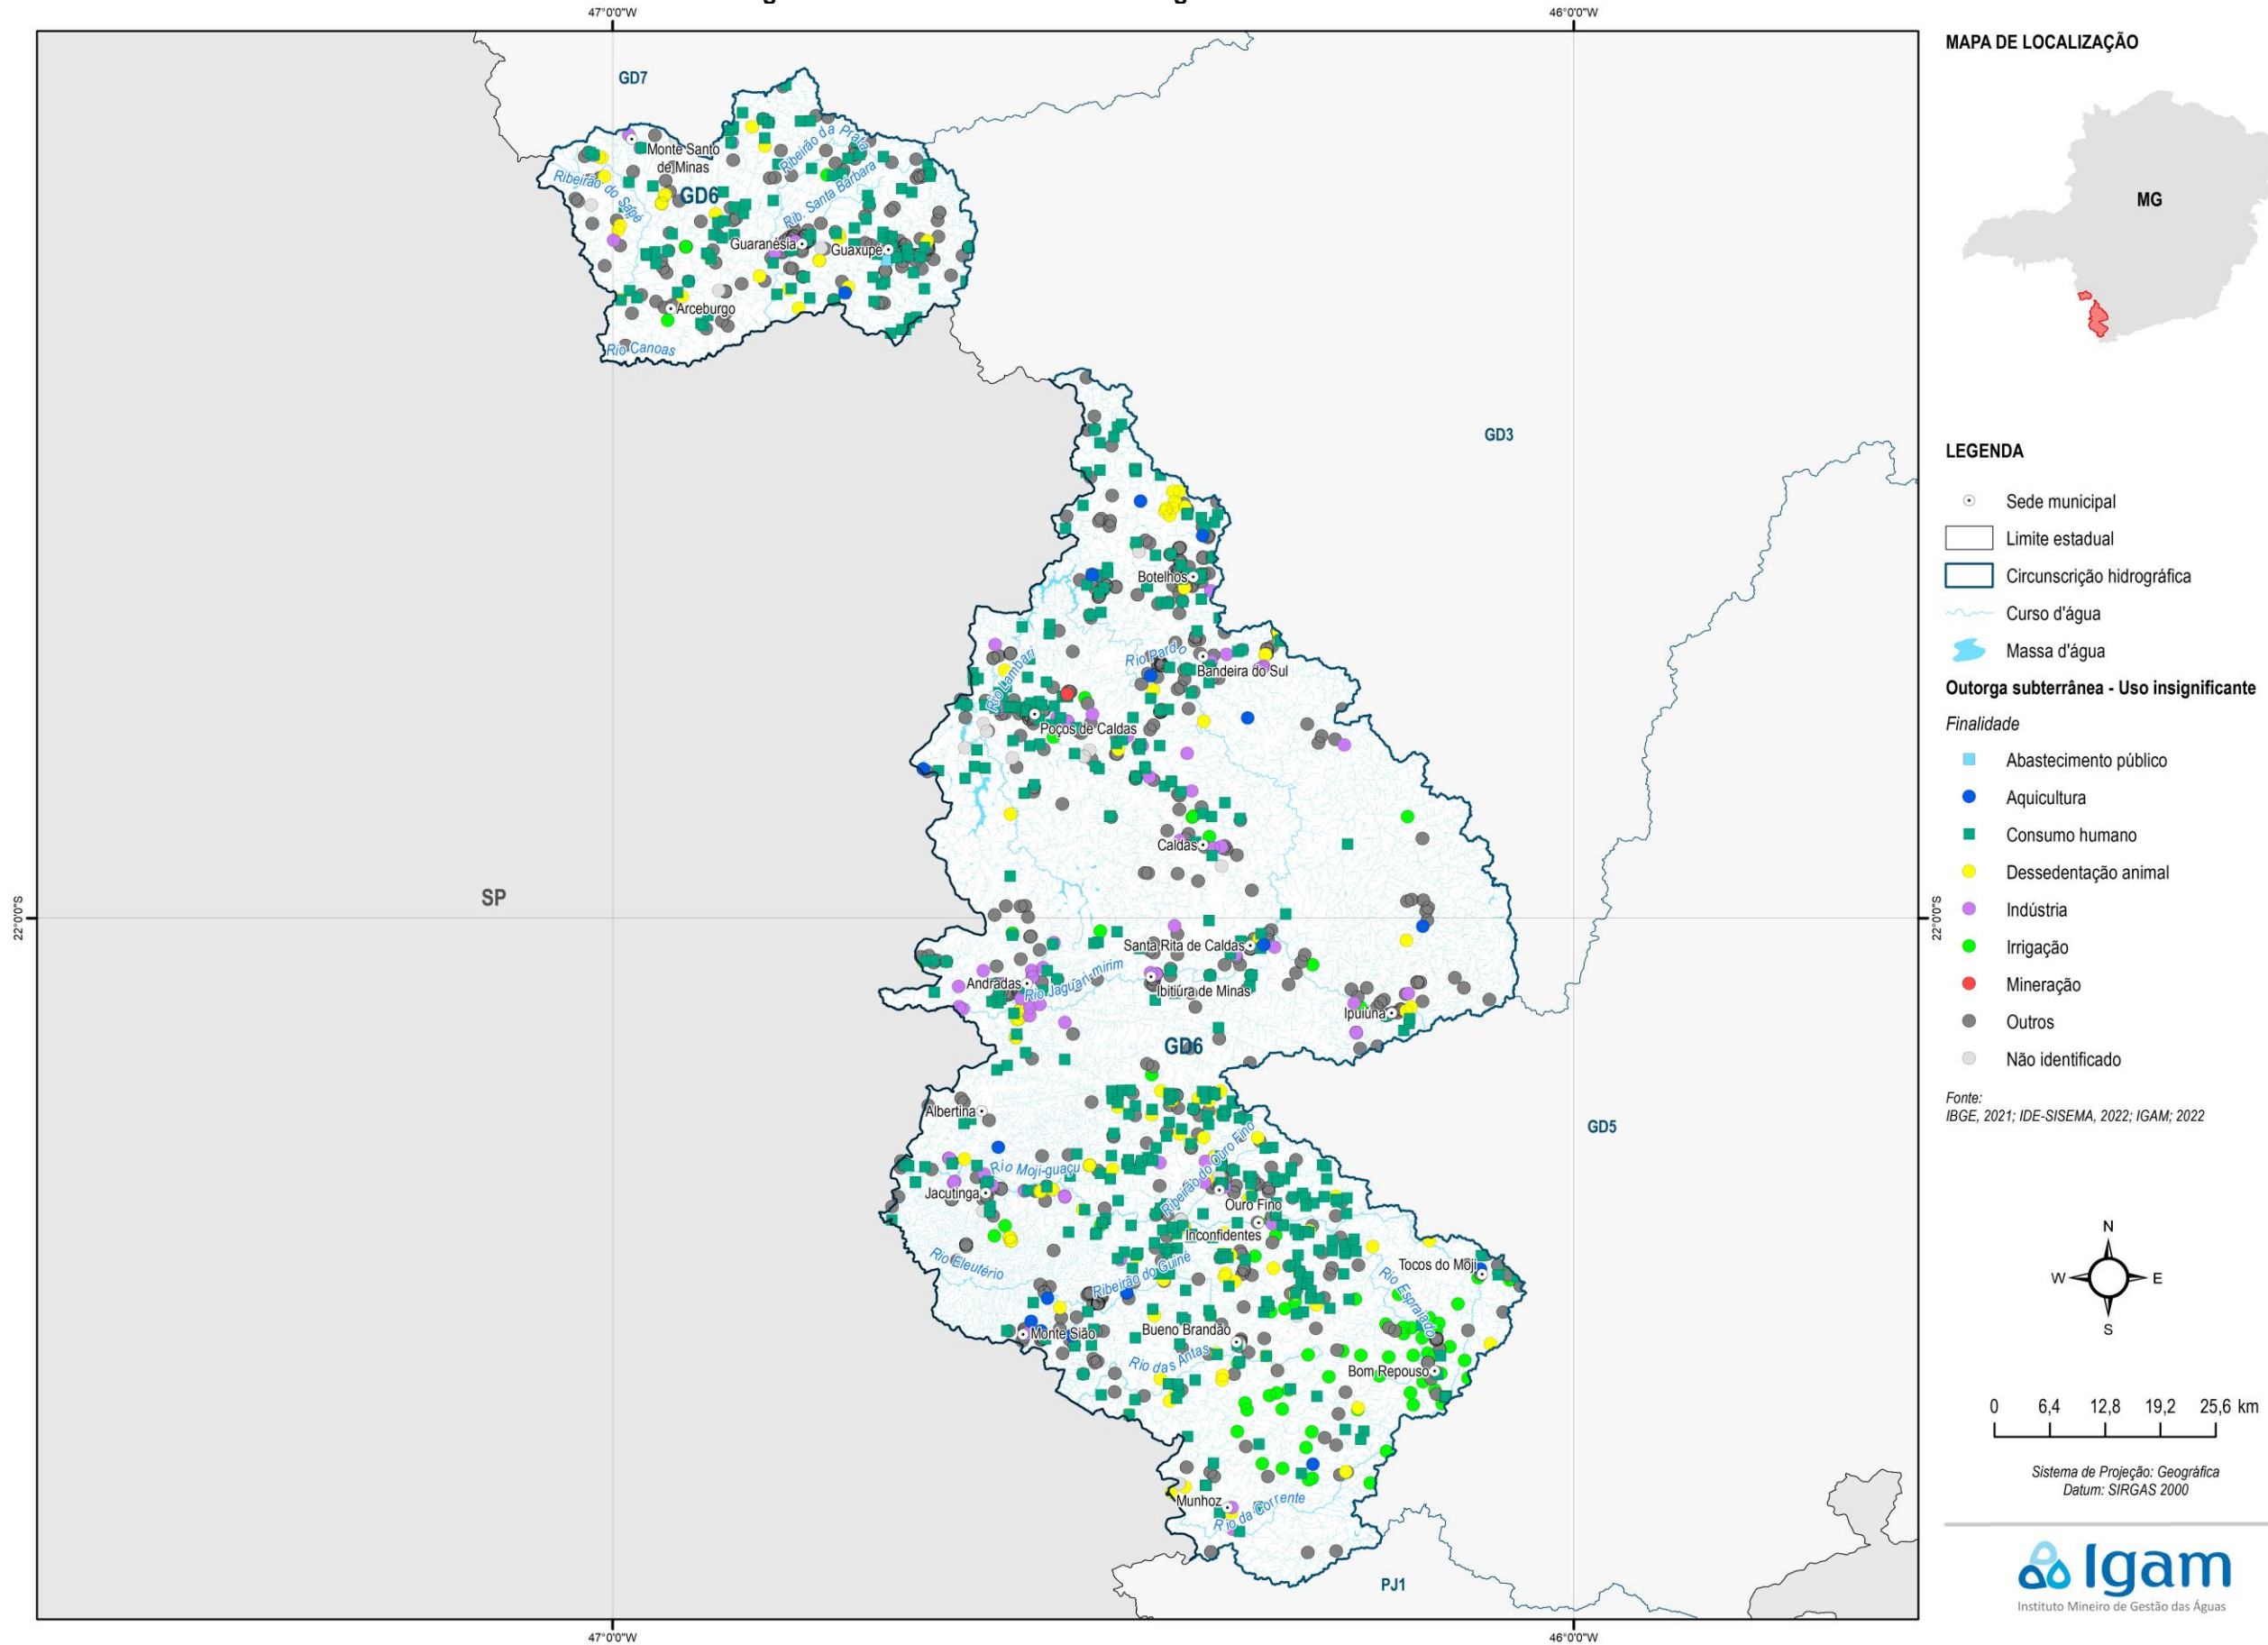 47°0'0"W
46°0'0"W
MAPA DE LOCALIZAÇÃO
MG
GD7
Monte Santo
de Minas
Ribeirão da Prata
Ribeirão do Sapé
GD6
Rib. Santa Bárbara
Guaranésia
Guaxupé
Arceburgo
Rio Canoas
GD3
Botelhos
Rio Pardo
Bandeira do Sul
Rio Lambari
Poços de Caldas
Caldas
SP
22°0'0"S
22°0'0"S
Santa Rita de Caldas
Andradas
Rio Jaguari-mirim
Ibitiúra de Minas
Ipuiúna
GD6
Albertina
Ribeirão do Ouro Fino
Rio Moji-guaçu
Jacutinga
Ouro Fino
Inconfidentes
Rio Eleutério
Ribeirão do Guiné
Tocos do Moji
Rio Espraiado
Monte Sião
Bueno Brandão
Rio das Antas
Bom Repouso
Munhoz
Rio da Corrente
GD5
PJ1
LEGENDA
Sede municipal
Limite estadual
Circunscrição hidrográfica
Curso d'água
Massa d'água
Outorga subterrânea - Uso insignificante
Finalidade
Abastecimento público
Aquicultura
Consumo humano
Dessedentação animal
Indústria
Irrigação
Mineração
Outros
Não identificado
Fonte:
IBGE, 2021; IDE-SISEMA, 2022; IGAM; 2022
N
W E
S
0 6,4 12,8 19,2 25,6 km
Sistema de Projeção: Geográfica
Datum: SIRGAS 2000
Igam
Instituto Mineiro de Gestão das Águas
47°0'0"W
46°0'0"W